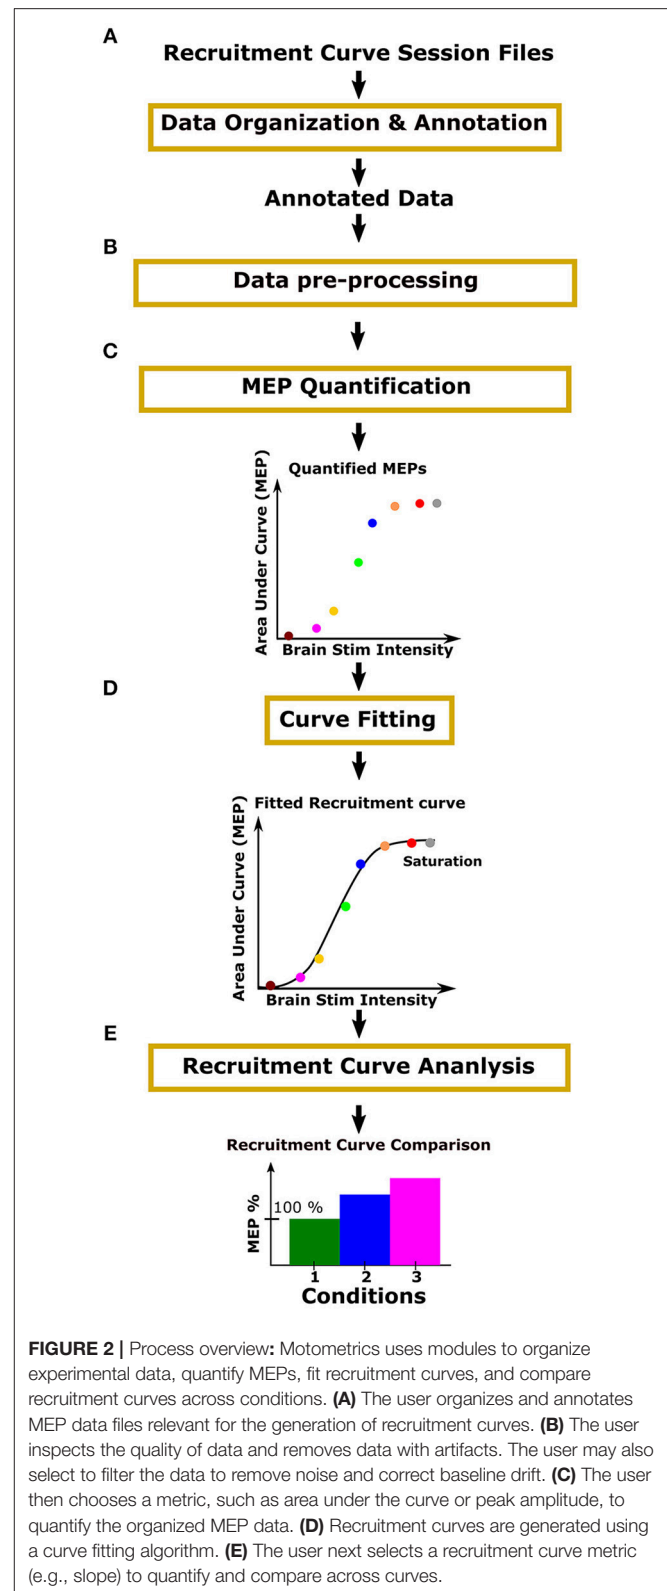 A
Recruitment Curve Session Files
Data Organization & Annotation
Annotated Data
B
Data pre-processing
C
MEP Quantification
Quantified MEPs
Area Under Curve (MEP)
Brain Stim Intensity
D
Curve Fitting
Fitted Recruitment curve
Area Under Curve (MEP)
Saturation
Brain Stim Intensity
E
Recruitment Curve Ananlysis
Recruitment Curve Comparison
MEP %
100 %
1 2 3
Conditions
FIGURE 2 | Process overview: Motometrics uses modules to organize
experimental data, quantify MEPs, fit recruitment curves, and compare
recruitment curves across conditions. (A) The user organizes and annotates
MEP data files relevant for the generation of recruitment curves. (B) The user
inspects the quality of data and removes data with artifacts. The user may also
select to filter the data to remove noise and correct baseline drift. (C) The user
then chooses a metric, such as area under the curve or peak amplitude, to
quantify the organized MEP data. (D) Recruitment curves are generated using
a curve fitting algorithm. (E) The user next selects a recruitment curve metric
(e.g., slope) to quantify and compare across curves.